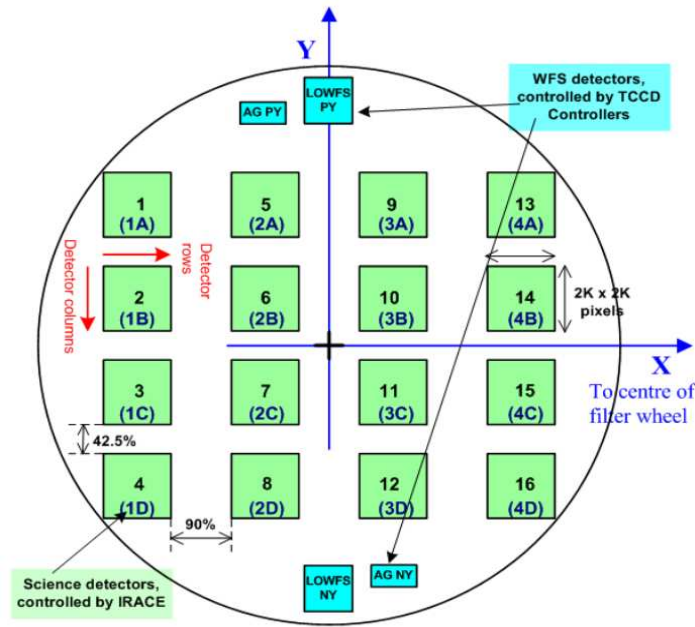 Y
LOWFS
PY
AG PY
WFS detectors,
controlled by TCCD
Controllers
1
(1A)
5
(2A)
9
(3A)
13
(4A)
Detector columns
Detector
rows
2
(1B)
6
(2B)
10
(3B)
14
(4B)
2K x 2K
pixels
X
To centre of
filter wheel
3
(1C)
7
(2C)
11
(3C)
15
(4C)
42.5%
4
(1D)
8
(2D)
12
(3D)
16
(4D)
90%
Science detectors,
controlled by IRACE
LOWFS
NY
AG NY